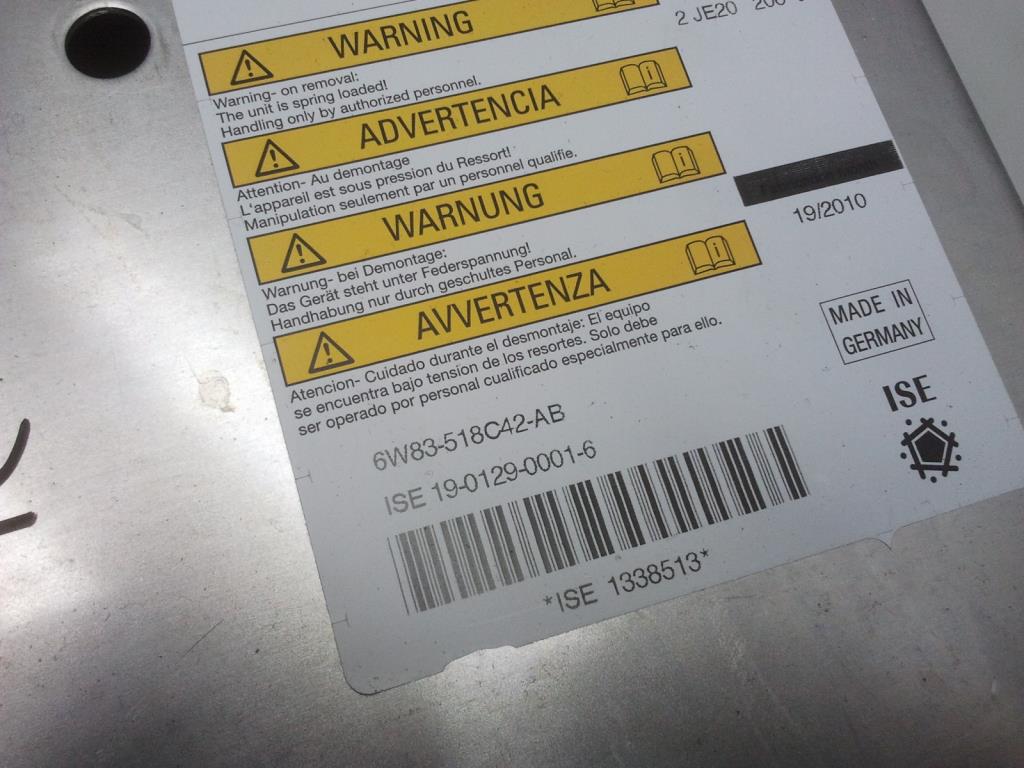 WARNING
Warning- on removal:
The unit is spring loaded!
Handling only by authorized personnel.
ADVERTENCIA
Attention- Au demontage
L'appareil est sous pression du Ressort!
Manipulation seulement par un personnel qualifie.
WARNUNG
Warnung- bei Demontage:
Das Gerät steht unter Federspannung!
Handhabung nur durch geschultes Personal.
AVVERTENZA
Atencion- Cuidado durante el desmontaje: El equipo
se encuentra bajo tension de los resortes. Solo debe
ser operado por personal cualificado especialmente para ello.
6W83-518C42-AB
ISE 19-0129-0001-6
*ISE 1338513*
2 JE20
19/2010
MADE IN
GERMANY
ISE